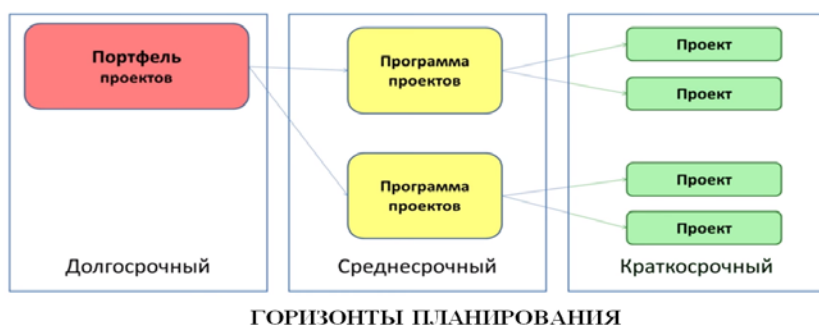 Портфель
проектов
Долгосрочный
Программа
проектов
Программа
проектов
Среднесрочный
Проект
Проект
Проект
Проект
Краткосрочный
ГОРИЗОНТЫ ПЛАНИРОВАНИЯ